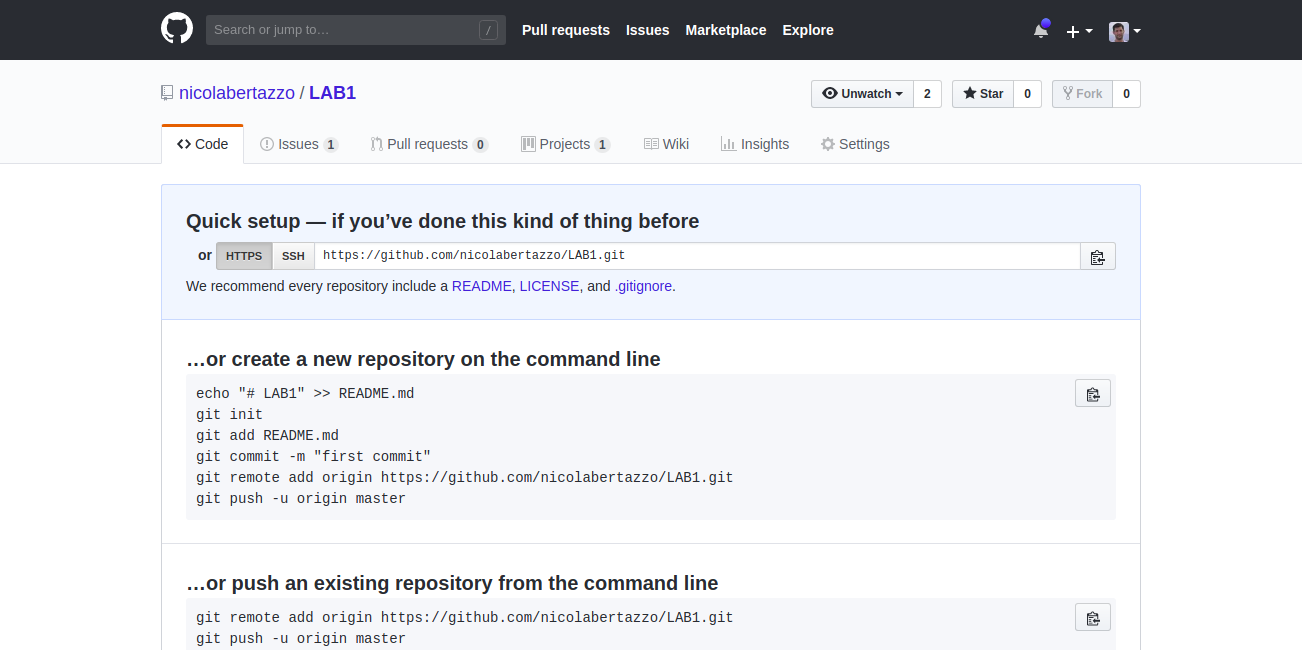 Search or jump to… / Pull requests Issues Marketplace Explore
nicolabertazzo / LAB1 Unwatch 2 Star 0 Fork 0
Code Issues 1 Pull requests 0 Projects 1 Wiki Insights Settings
Quick setup — if you’ve done this kind of thing before
or HTTPS SSH https://github.com/nicolabertazzo/LAB1.git
We recommend every repository include a README, LICENSE, and .gitignore.
…or create a new repository on the command line
echo "# LAB1" >> README.md
git init
git add README.md
git commit -m "first commit"
git remote add origin https://github.com/nicolabertazzo/LAB1.git
git push -u origin master
…or push an existing repository from the command line
git remote add origin https://github.com/nicolabertazzo/LAB1.git
git push -u origin master